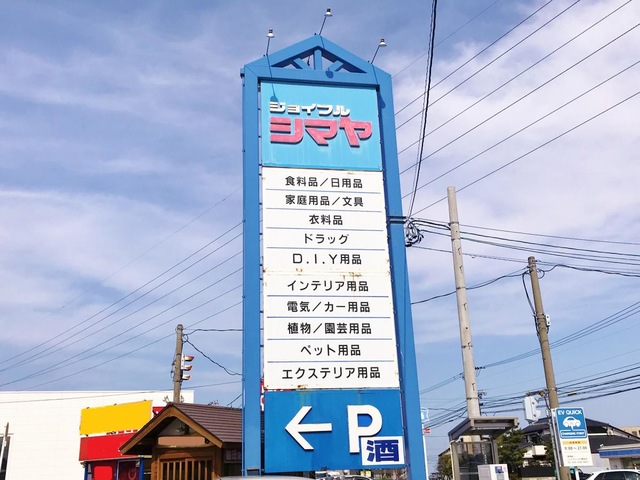 ジョイフル
シマヤ
食料品／日用品
家庭用品／文具
衣料品
ドラッグ
D.I.Y用品
インテリア用品
電気／カー用品
植物／園芸用品
ペット用品
エクステリア用品
←P
酒
EV QUICK